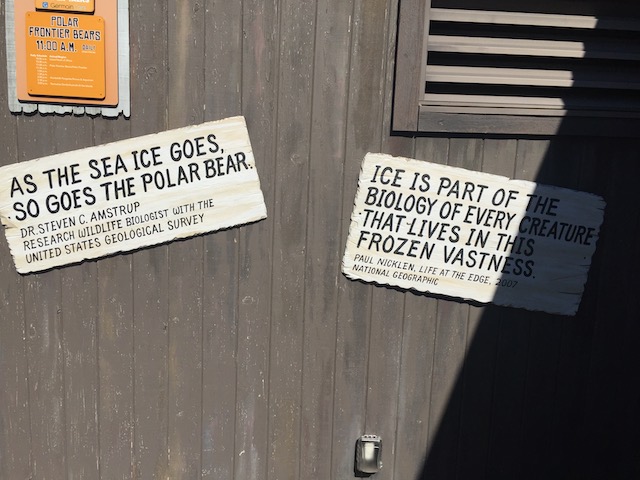 German
POLAR
FRONTIER BEARS
11:00 A.M.
AS THE SEA ICE GOES,
SO GOES THE POLAR BEAR.
DR. STEVEN C. AMSTRUP
RESEARCH WILDLIFE BIOLOGIST WITH THE
UNITED STATES GEOLOGICAL SURVEY
ICE IS PART OF THE
BIOLOGY OF EVERY CREATURE
THAT LIVES IN THIS
FROZEN VASTNESS.
PAUL NICKLEN, LIFE AT THE EDGE, 2007
NATIONAL GEOGRAPHIC